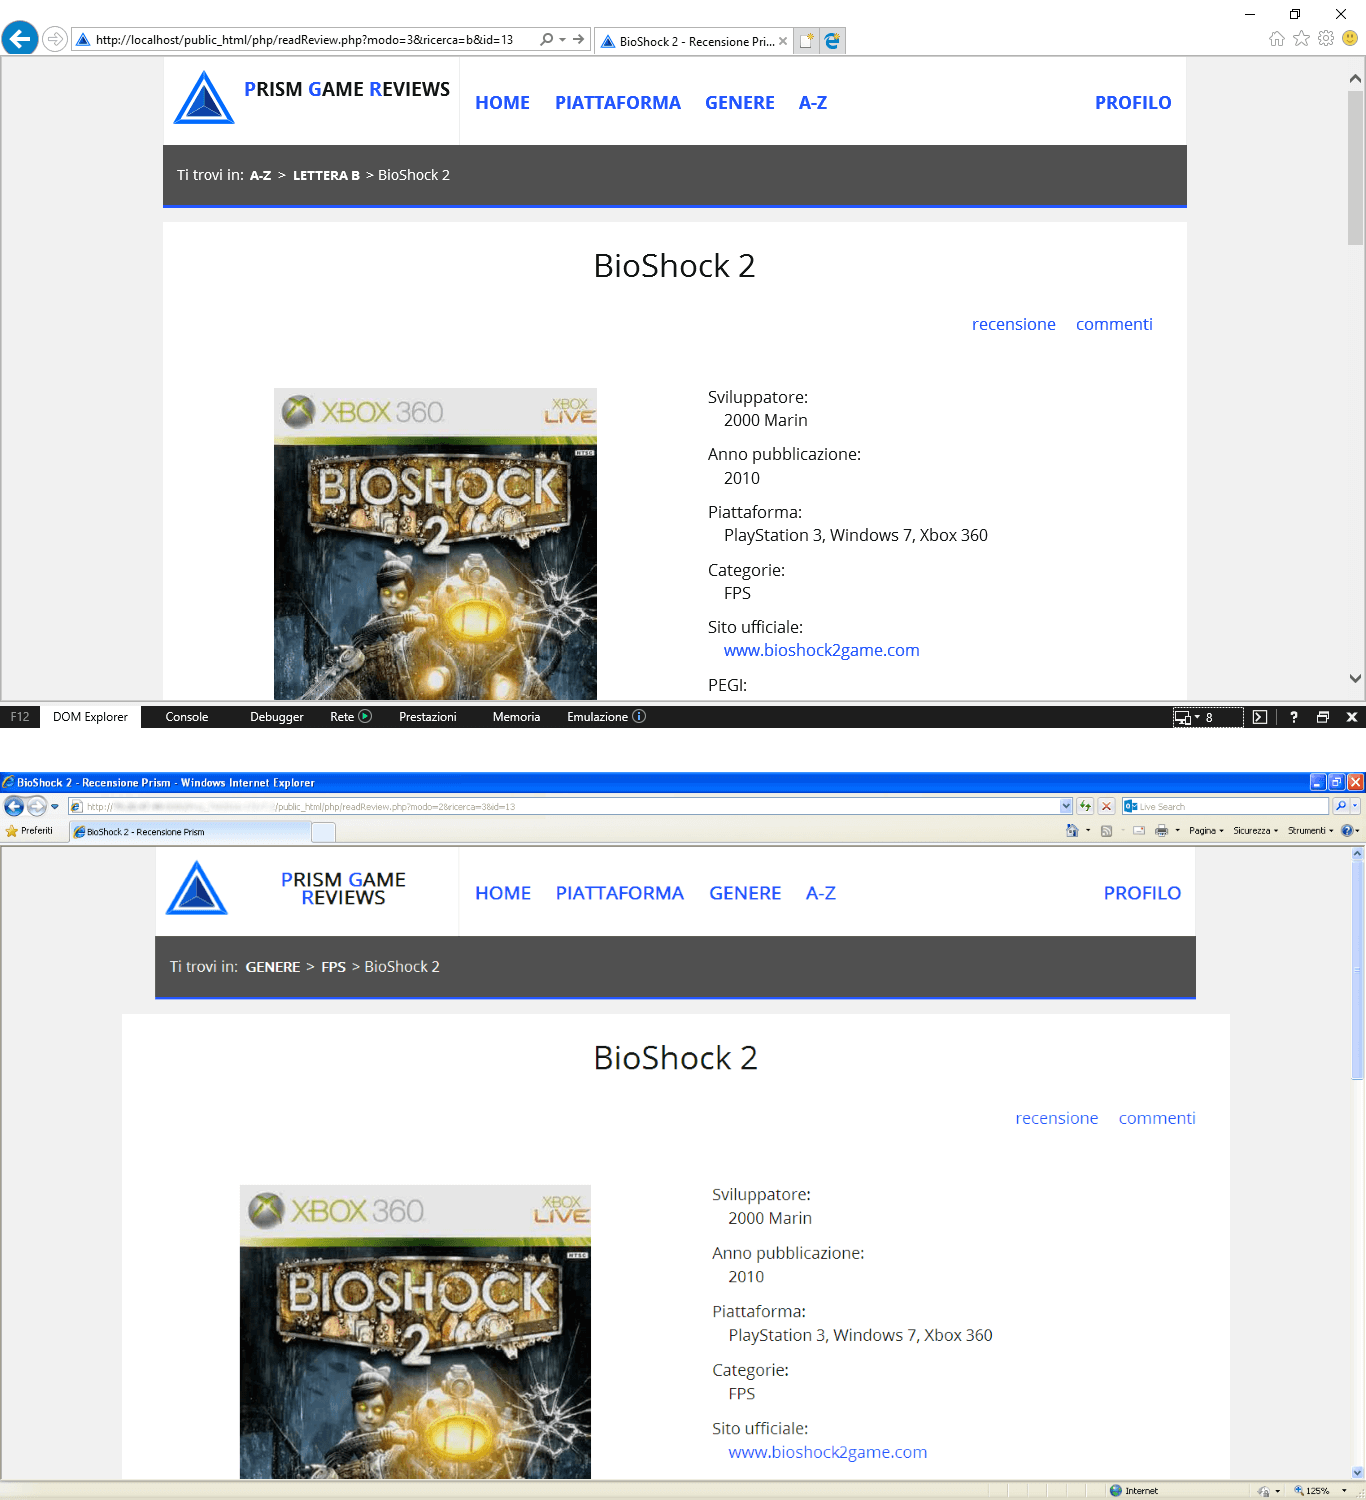 http://localhost/public_html/php/readReview.php?modo=3&ricerca=b&id=13
BioShock 2 - Recensione Pri...
PRISM GAME REVIEWS
HOME PIATTAFORMA GENERE A-Z PROFILO
Ti trovi in: A-Z > LETTERA B > BioShock 2
BioShock 2
recensione commenti
XBOX 360 XBOX LIVE
NTSC
BIOSHOCK
2
Sviluppatore:
2000 Marin
Anno pubblicazione:
2010
Piattaforma:
PlayStation 3, Windows 7, Xbox 360
Categorie:
FPS
Sito ufficiale:
www.bioshock2game.com
PEGI:
F12 DOM Explorer Console Debugger Rete Prestazioni Memoria Emulazione 8 ?
BioShock 2 - Recensione Prism - Windows Internet Explorer
http:// /public_html/php/readReview.php?modo=2&ricerca=3&id=13 Live Search
Preferiti BioShock 2 - Recensione Prism Pagina Sicurezza Strumenti
PRISM GAME
REVIEWS
HOME PIATTAFORMA GENERE A-Z PROFILO
Ti trovi in: GENERE > FPS > BioShock 2
BioShock 2
recensione commenti
XBOX 360 XBOX LIVE
NTSC
BIOSHOCK
2
Sviluppatore:
2000 Marin
Anno pubblicazione:
2010
Piattaforma:
PlayStation 3, Windows 7, Xbox 360
Categorie:
FPS
Sito ufficiale:
www.bioshock2game.com
Internet 125%